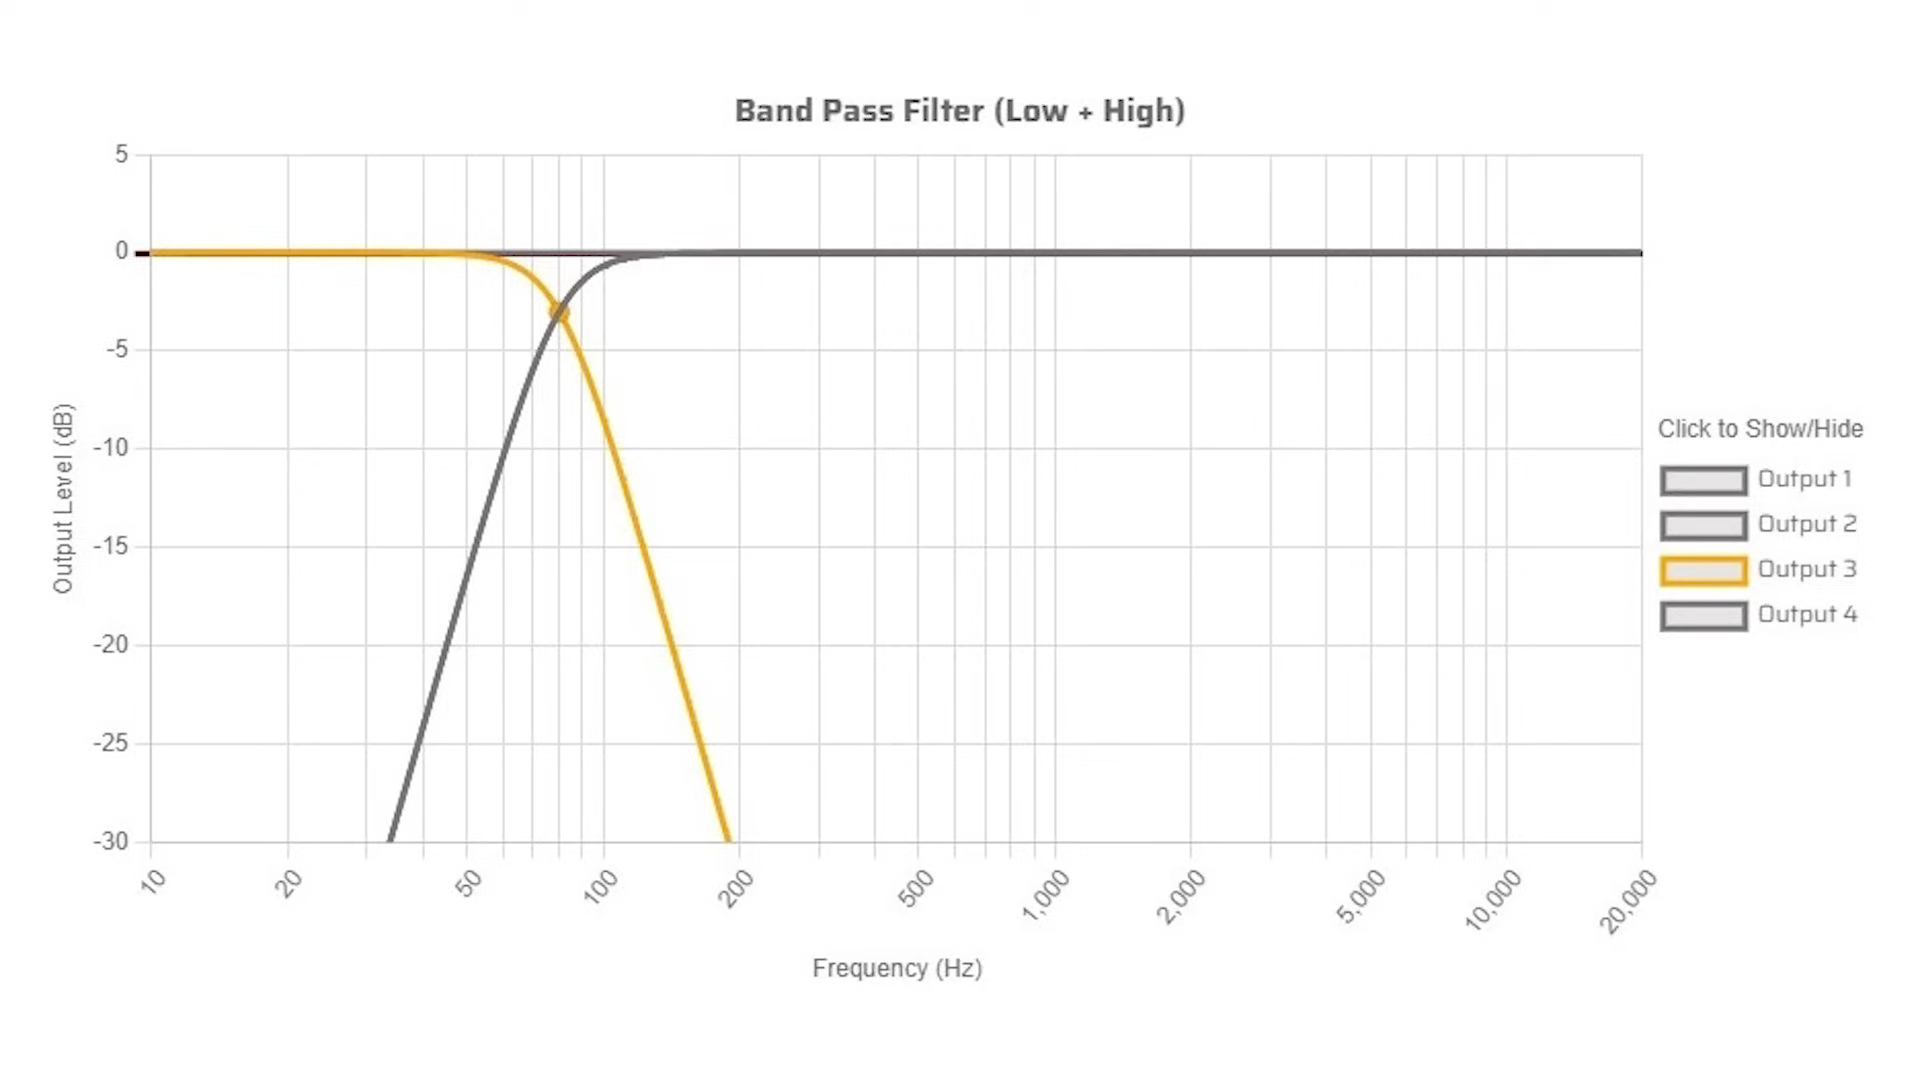 Band Pass Filter (Low + High)
5
0
-5
-10
-15
-20
-25
-30
Output Level (dB)
10
20
50
100
200
500
1,000
2,000
5,000
10,000
20,000
Frequency (Hz)
Click to Show/Hide
Output 1
Output 2
Output 3
Output 4